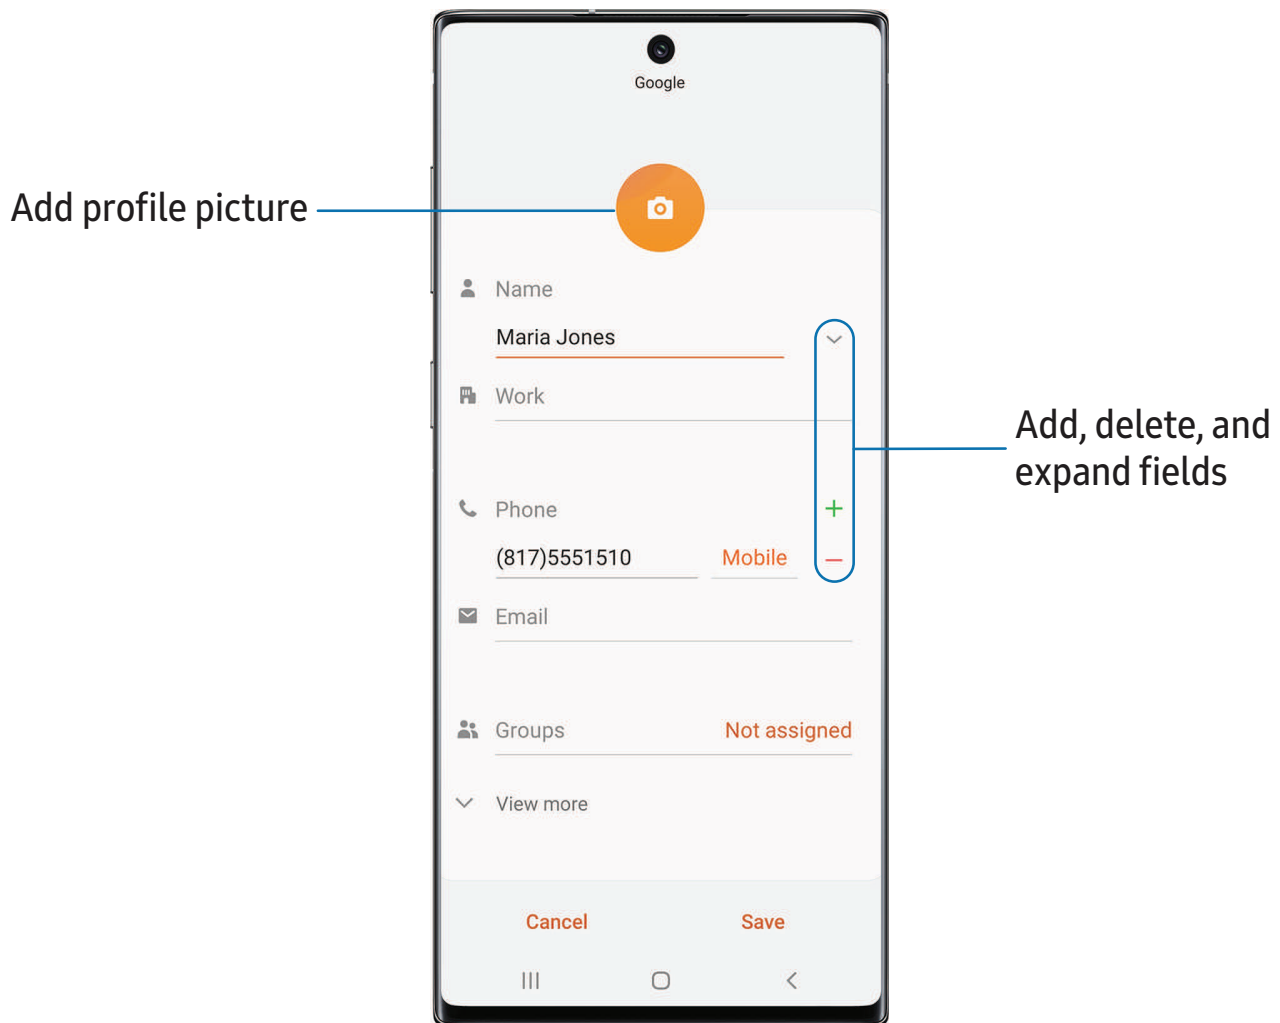 Google
Add profile picture
Name
Maria Jones
Work
Add, delete, and
expand fields
Phone
(817)5551510 Mobile
Email
Groups Not assigned
View more
Cancel Save